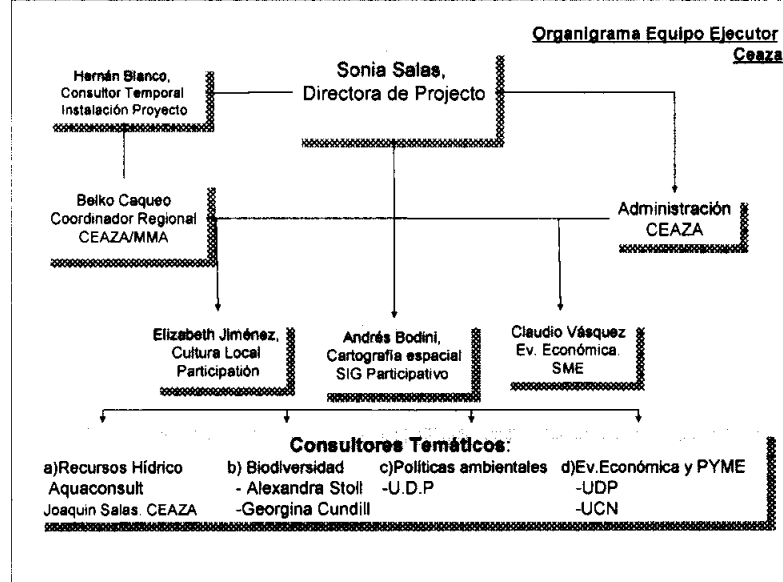 Organigrama Equipo Ejecutor
Ceaza
Hernán Blanco,
Consultor Temporal
Instalación Proyecto
Sonia Salas,
Directora de Projecto
Belko Caqueo
Coordinador Regional
CEAZA/MMA
Administración
CEAZA
Elizabeth Jiménez,
Cultura Local
Participatión
Andrés Bodini,
Cartografía espacial
SIG Participativo
Claudio Vásquez
Ev. Económica.
SME
Consultores Temáticos:
a)Recursos Hídrico
Aquaconsult
Joaquin Salas. CEAZA
b) Biodiversidad
- Alexandra Stoll
-Georgina Cundill
c)Políticas ambientales
-U.D.P
d)Ev.Económica y PYME
-UDP
-UCN